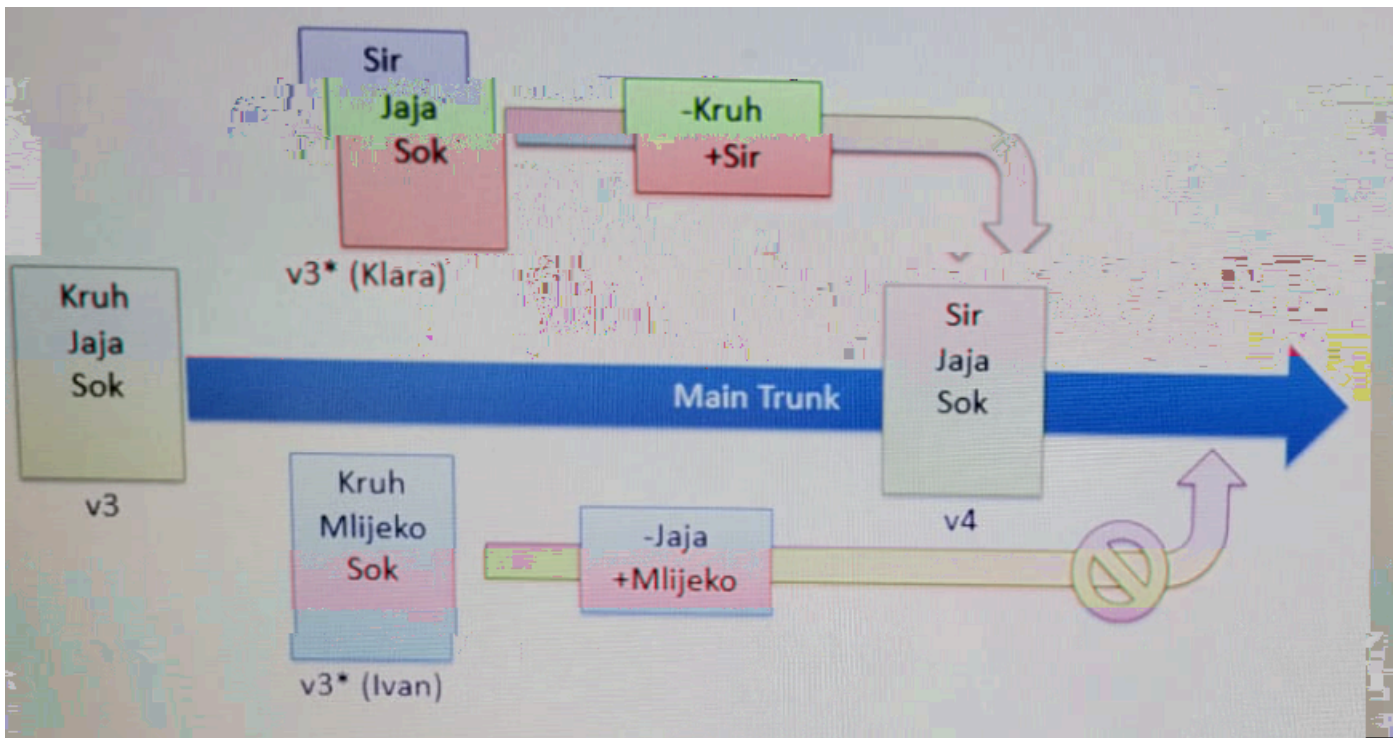 Sir
Jaja
Sok
-Kruh
+Sir
v3* (Klara)
Kruh
Jaja
Sok
v3
Main Trunk
Sir
Jaja
Sok
v4
Kruh
Mlijeko
Sok
-Jaja
+Mlijeko
v3* (Ivan)